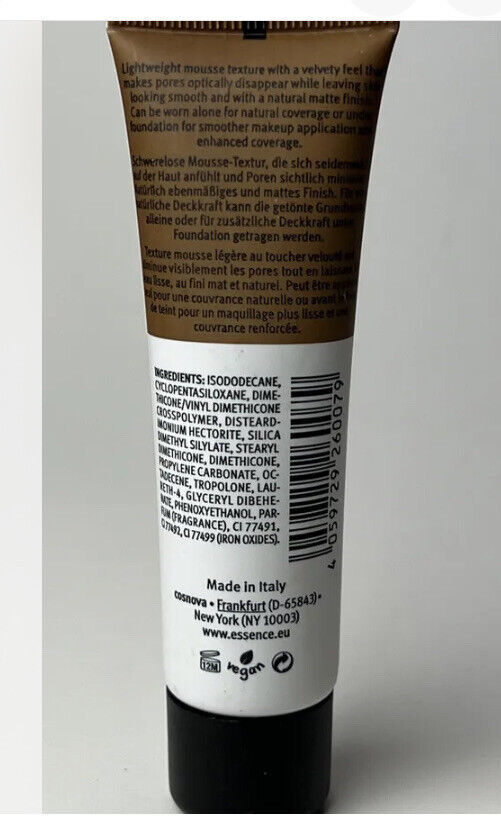 Lightweight mousse texture with a velvety feel that
makes pores optically disappear while leaving
looking smooth and with a natural matte finish.
Can be worn alone for natural coverage or under
foundation for smoother makeup application
enhanced coverage.
Schwerelose Mousse-Textur, die sich
auf der Haut anfühlt und Poren sichtlich
natürlich ebenmäßiges und mattes Finish. Für
natürliche Deckkraft kann die getönte
alleine oder für zusätzliche Deckkraft unter
Foundation getragen werden.
Texture mousse légère au toucher velouté
diminue visiblement les pores tout en laissant
lisse, au fini mat et naturel. Peut être
pour une couvrance naturelle ou avant
de teint pour un maquillage plus lisse et
couvrance renforcée.
INGREDIENTS: ISODODECANE,
CYCLOPENTASILOXANE, DIME-
THICONE/VINYL DIMETHICONE
CROSSPOLYMER, DISTEARD-
IMONIUM HECTORITE, SILICA
DIMETHYL SILYLATE, STEARYL
DIMETHICONE, DIMETHICONE,
PROPYLENE CARBONATE, OC-
TADECENE, TROPOLONE, LAU-
RETH-4, GLYCERYL DIBEHE-
NATE, PHENOXYETHANOL, PAR-
FUM (FRAGRANCE), CI 77491,
CI 77492, CI 77499 (IRON OXIDES).
4 059729 260079
Made in Italy
cosnova • Frankfurt (D-65843)•
New York (NY 10003)
www.essence.eu
12M
vegan